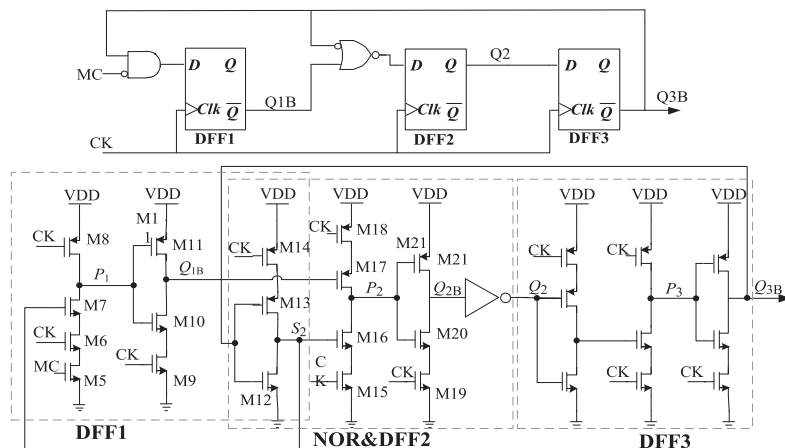 D Q
MC
Clk Q
Q1B
DFF1
CK
D Q
Clk Q
DFF2
Q2
D Q
Clk Q
DFF3
Q3B
VDD
VDD
VDD
VDD
VDD
VDD
VDD
VDD
CK
M8
M1
1
M11
P1
Q1B
M7
M10
CK
M6
MC
M5
CK
M9
DFF1
CK
M14
M13
S2
M12
CK
M18
M17
P2
M16
C
K
M15
M21
M21
Q2B
M20
CK
M19
NOR&DFF2
Q2
CK
CK
P3
CK
CK
Q3B
DFF3